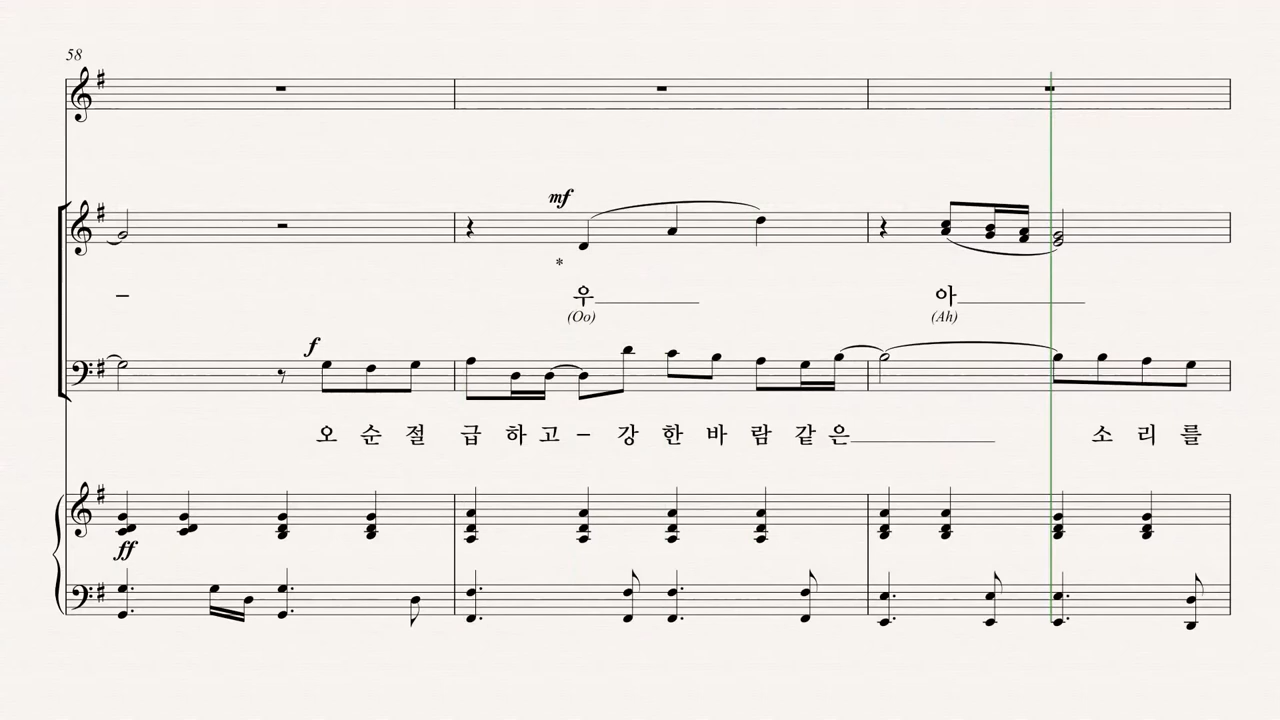 58
mf
*
– 우 아
(Oo) (Ah)
f
오 순 절 급 하 고 – 강 한 바 람 같 은 소 리 를
ff